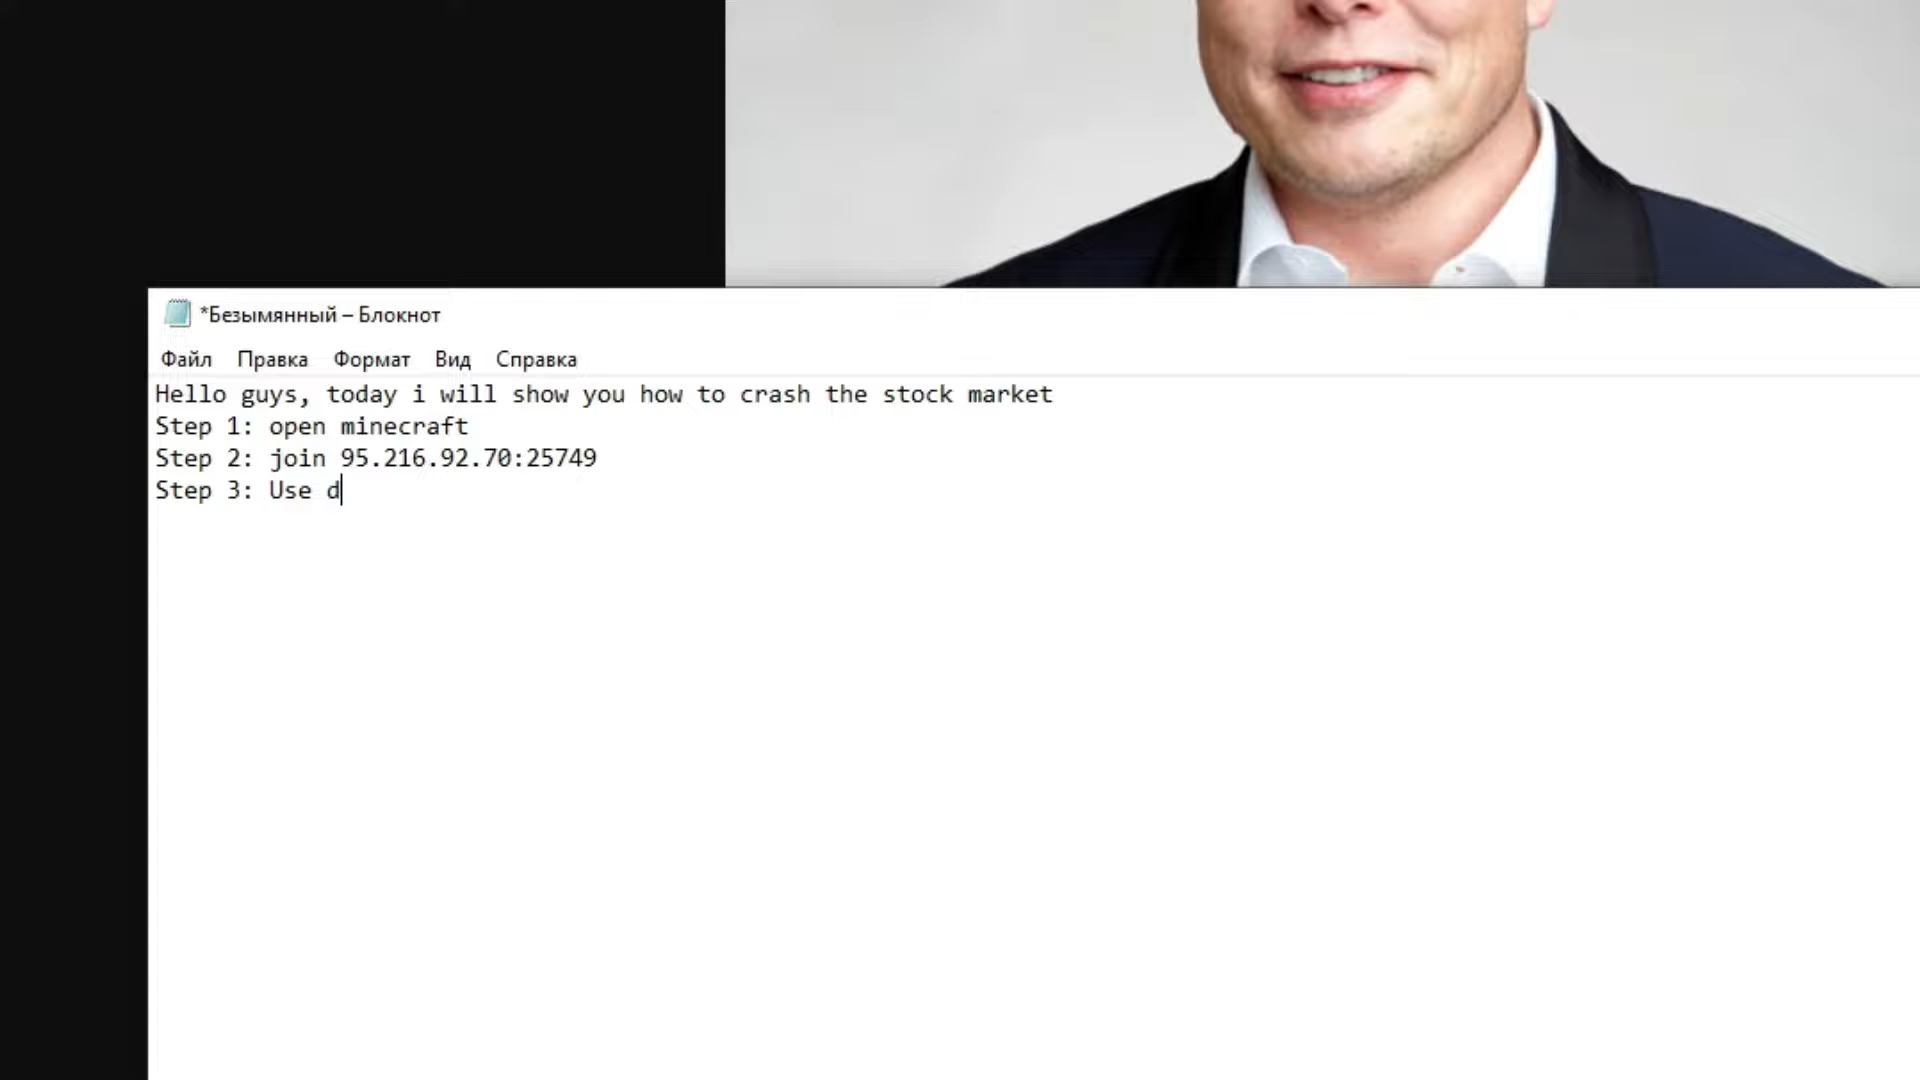 *Безымянный – Блокнот
Файл Правка Формат Вид Справка
Hello guys, today i will show you how to crash the stock market
Step 1: open minecraft
Step 2: join 95.216.92.70:25749
Step 3: Use d